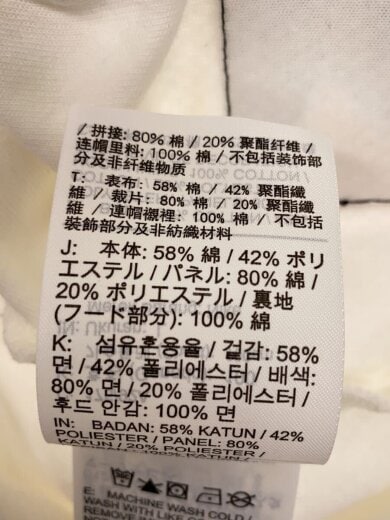 / 拼接: 80% 棉 / 20% 聚酯纤维 /
连帽里料: 100% 棉 / 不包括装饰部
分及非纤维物质
T: 表布: 58% 棉 / 42% 聚酯纖
維 / 裁片: 80% 棉 / 20% 聚酯纖
維 / 連帽襯裡: 100% 棉 / 不包括
裝飾部分及非紡織材料
J: 本体: 58% 綿 / 42% ポリ
エステル / パネル: 80% 綿 /
20% ポリエステル / 裏地
(フード部分): 100% 綿
K: 섬유혼용율 / 겉감: 58%
면 / 42% 폴리에스터 / 배색:
80% 면 / 20% 폴리에스터 /
후드 안감: 100% 면
IN: BADAN: 58% KATUN / 42%
POLIESTER / PANEL: 80%
KATUN / 20% POLIESTER /
E: MACHINE WASH COLD /
WASH WITH LIKE
REMOVE